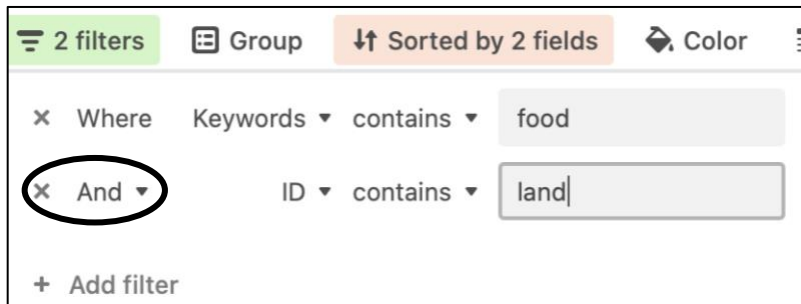 2 filters Group Sorted by 2 fields Color
× Where Keywords contains food
× And ID contains land
+ Add filter